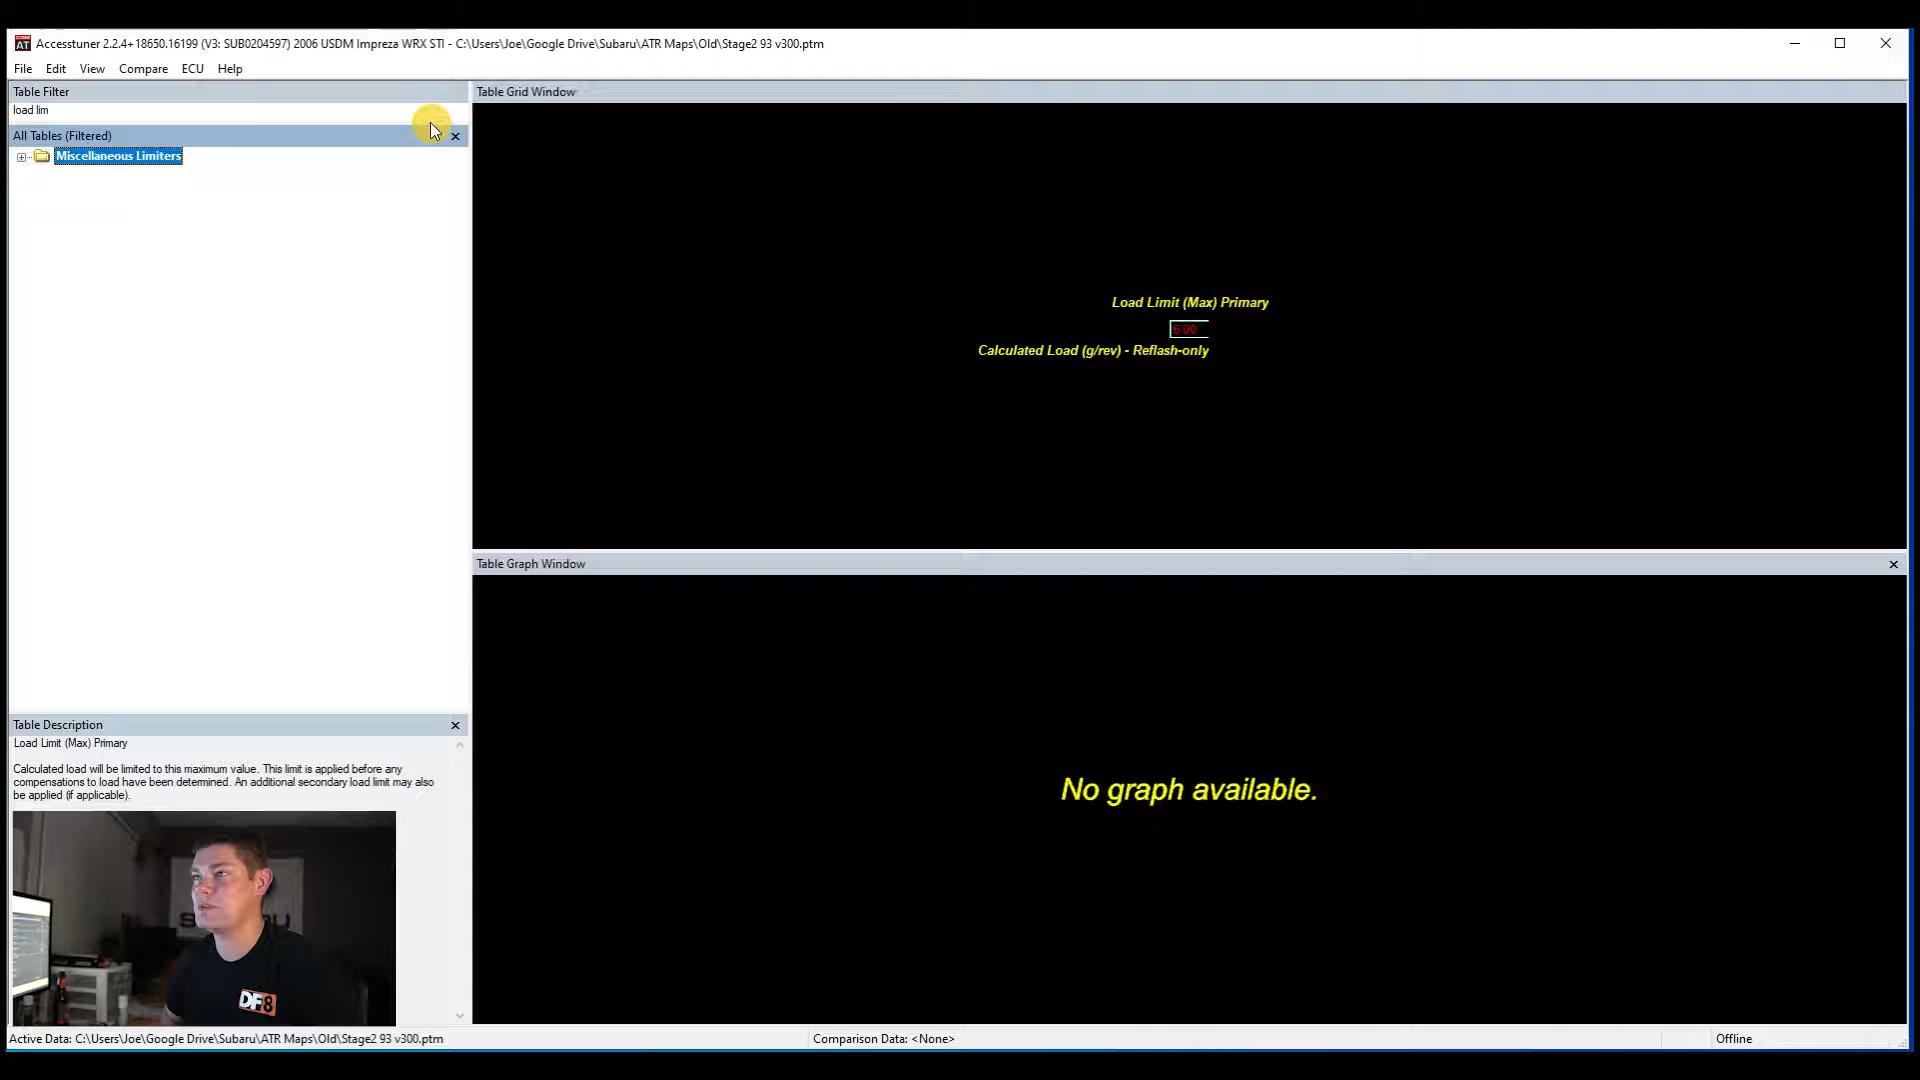 Accesstuner 2.2.4+18650.16199 (V3: SUB0204597) 2006 USDM Impreza WRX STI - C:\Users\Joe\Google Drive\Subaru\ATR Maps\Old\Stage2 93 v300.ptm
File Edit View Compare ECU Help
Table Filter
load lim
All Tables (Filtered)
Miscellaneous Limiters
Table Grid Window
Load Limit (Max) Primary
5.00
Calculated Load (g/rev) - Reflash-only
Table Graph Window
No graph available.
Table Description
Load Limit (Max) Primary
Calculated load will be limited to this maximum value. This limit is applied before any
compensations to load have been determined. An additional secondary load limit may also
be applied (if applicable).
DF8
Active Data: C:\Users\Joe\Google Drive\Subaru\ATR Maps\Old\Stage2 93 v300.ptm
Comparison Data: <None>
Offline